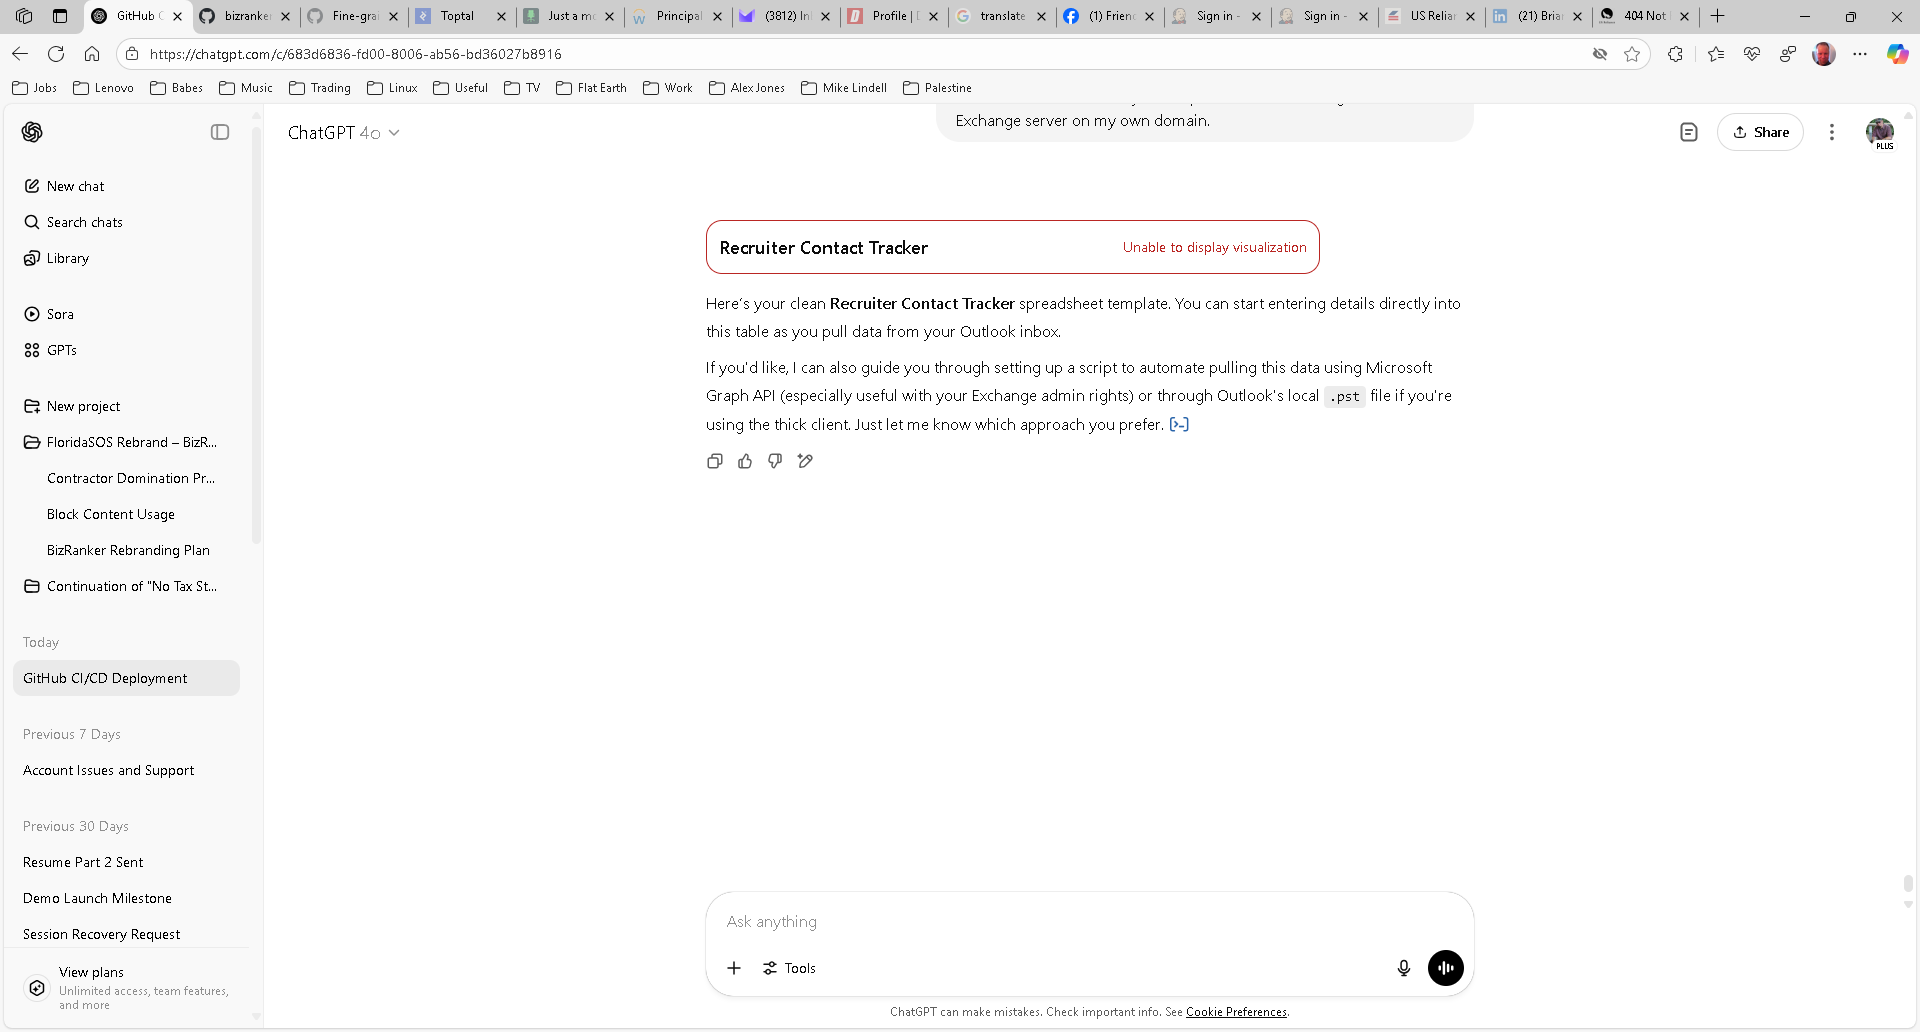 GitHub C
bizranker
Fine-grai
Toptal
Just a mo
Principal
(3812) In
Profile | D
translate
(1) Frien
Sign in -
Sign in -
US Relia
(21) Bria
404 Not
https://chatgpt.com/c/683d6836-fd00-8006-ab56-bd36027b8916
Jobs
Lenovo
Babes
Music
Trading
Linux
Useful
TV
Flat Earth
Work
Alex Jones
Mike Lindell
Palestine
ChatGPT 4o
Exchange server on my own domain.
Share
PLUS
New chat
Search chats
Library
Sora
GPTs
New project
FloridaSOS Rebrand – BizR...
Contractor Domination Pr...
Block Content Usage
BizRanker Rebranding Plan
Continuation of "No Tax St...
Today
GitHub CI/CD Deployment
Previous 7 Days
Account Issues and Support
Previous 30 Days
Resume Part 2 Sent
Demo Launch Milestone
Session Recovery Request
View plans
Unlimited access, team features,
and more
Recruiter Contact Tracker
Unable to display visualization
Here's your clean Recruiter Contact Tracker spreadsheet template. You can start entering details directly into
this table as you pull data from your Outlook inbox.
If you'd like, I can also guide you through setting up a script to automate pulling this data using Microsoft
Graph API (especially useful with your Exchange admin rights) or through Outlook's local .pst file if you're
using the thick client. Just let me know which approach you prefer. [>-]
Ask anything
Tools
ChatGPT can make mistakes. Check important info. See Cookie Preferences.